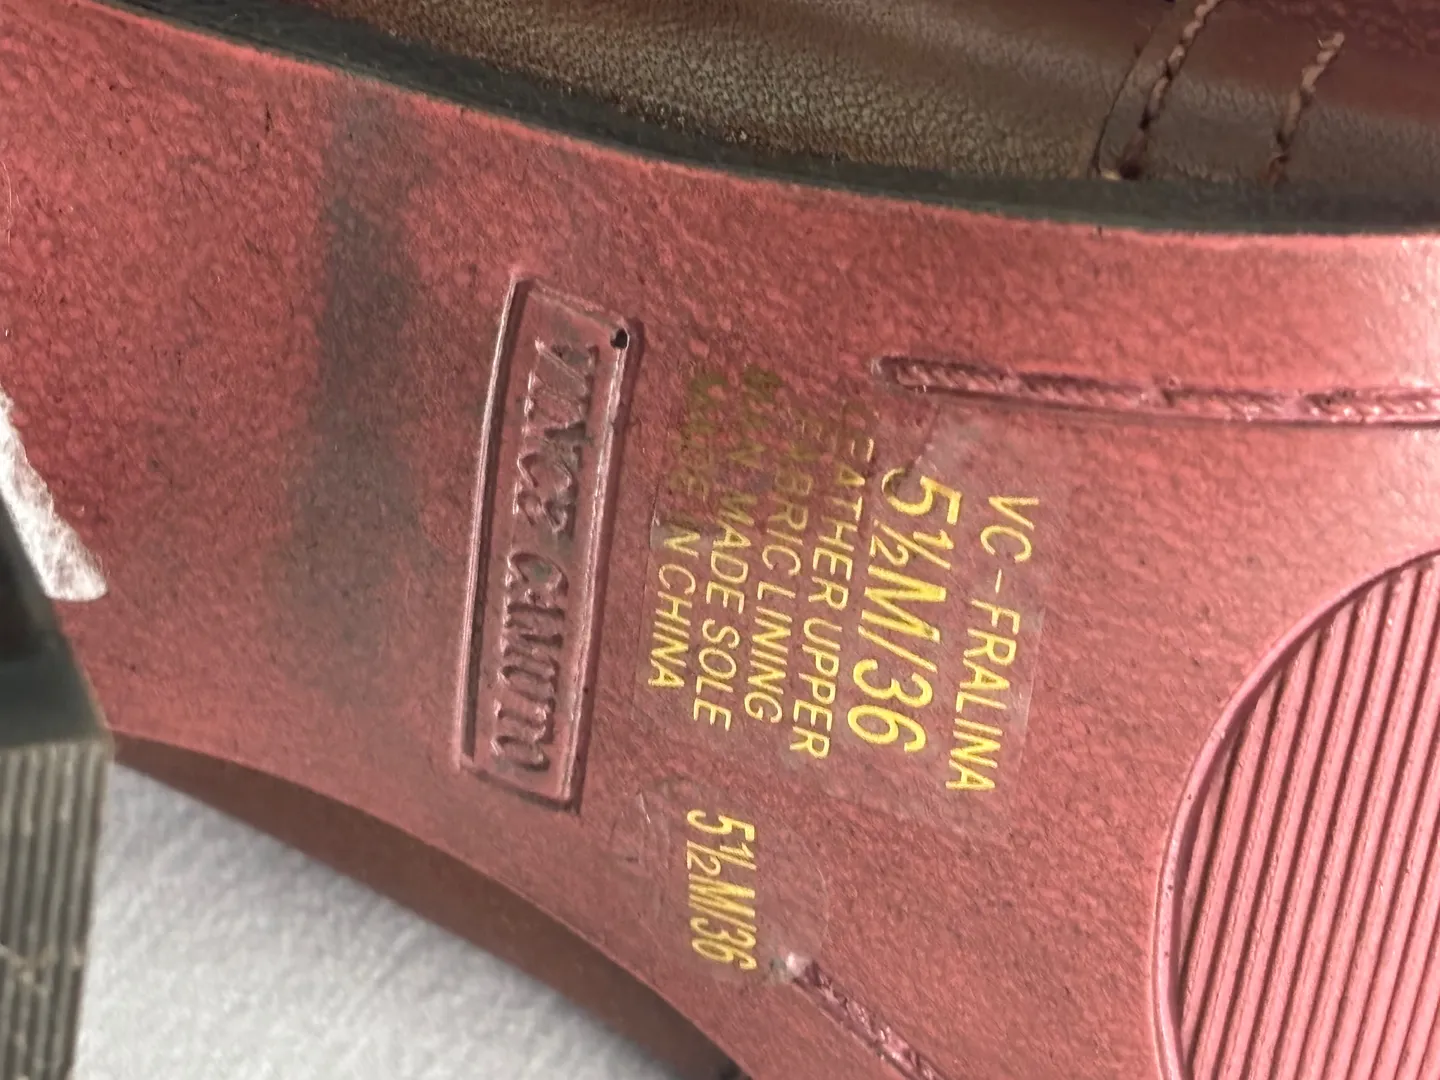 VC-FRALINA
5½M/36
LEATHER UPPER
FABRIC LINING
MAN MADE SOLE
MADE IN CHINA
5½M/36
VINCE CAMUTO